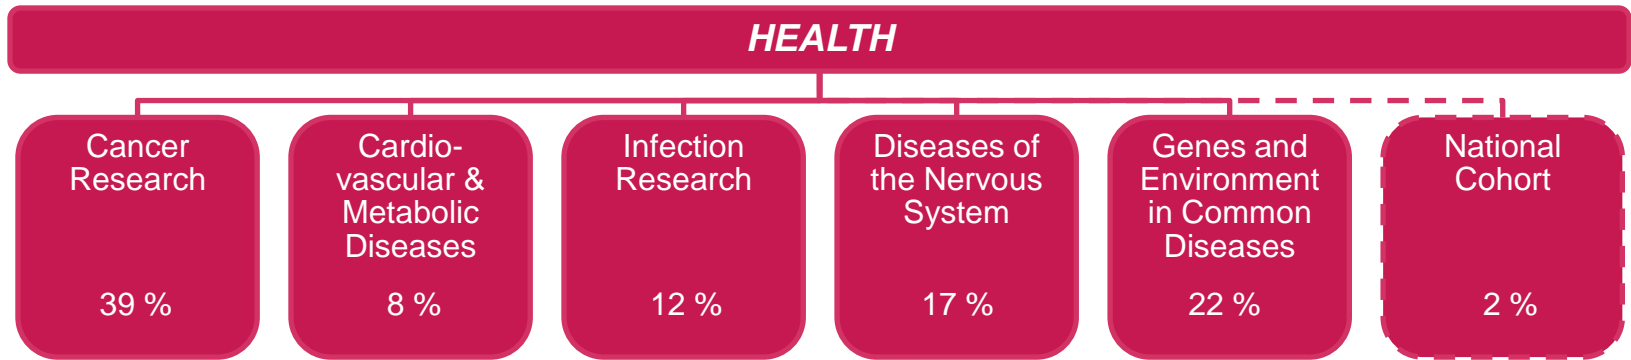 HEALTH
Cancer
Research
39 %
Cardio-
vascular &
Metabolic
Diseases
8 %
Infection
Research
12 %
Diseases of
the Nervous
System
17 %
Genes and
Environment
in Common
Diseases
22 %
National
Cohort
2 %